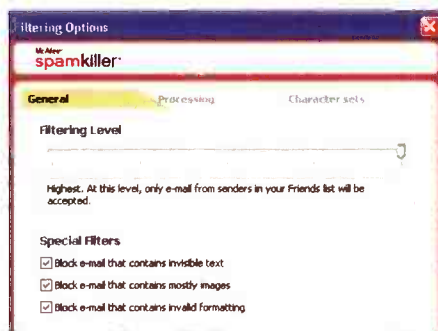 Filtering Options
McAfee
spamkiller
General Processing Character sets
Filtering Level
Highest. At this level, only e-mail from senders in your Friends list will be
accepted.
Special Filters
Block e-mail that contains invisible text
Block e-mail that contains mostly images
Block e-mail that contains invalid formatting